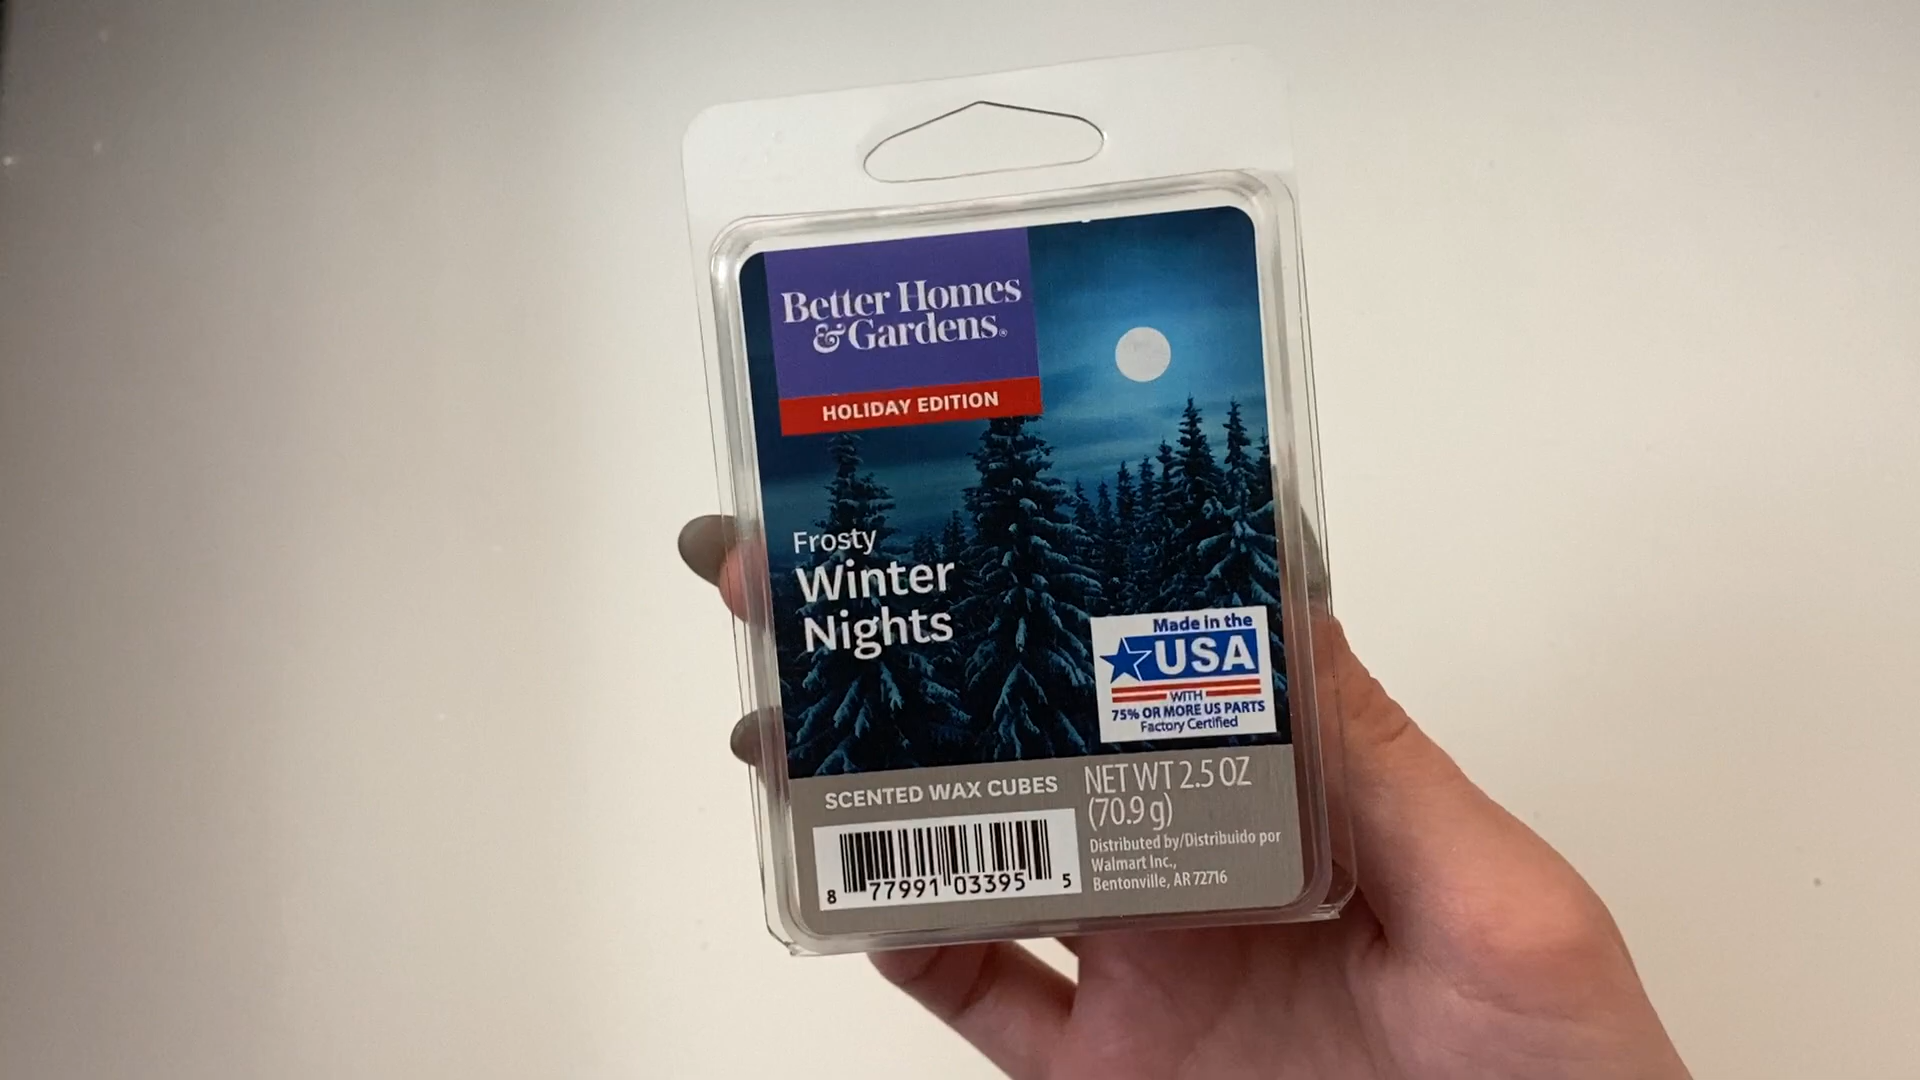 Better Homes
& Gardens®
HOLIDAY EDITION
Frosty
Winter
Nights
Made in the
USA
WITH
75% OR MORE US PARTS
Factory Certified
SCENTED WAX CUBES
NET WT 2.5 OZ
(70.9 g)
Distributed by/Distribuido por
Walmart Inc.,
Bentonville, AR 72716
8 77991 03395 5